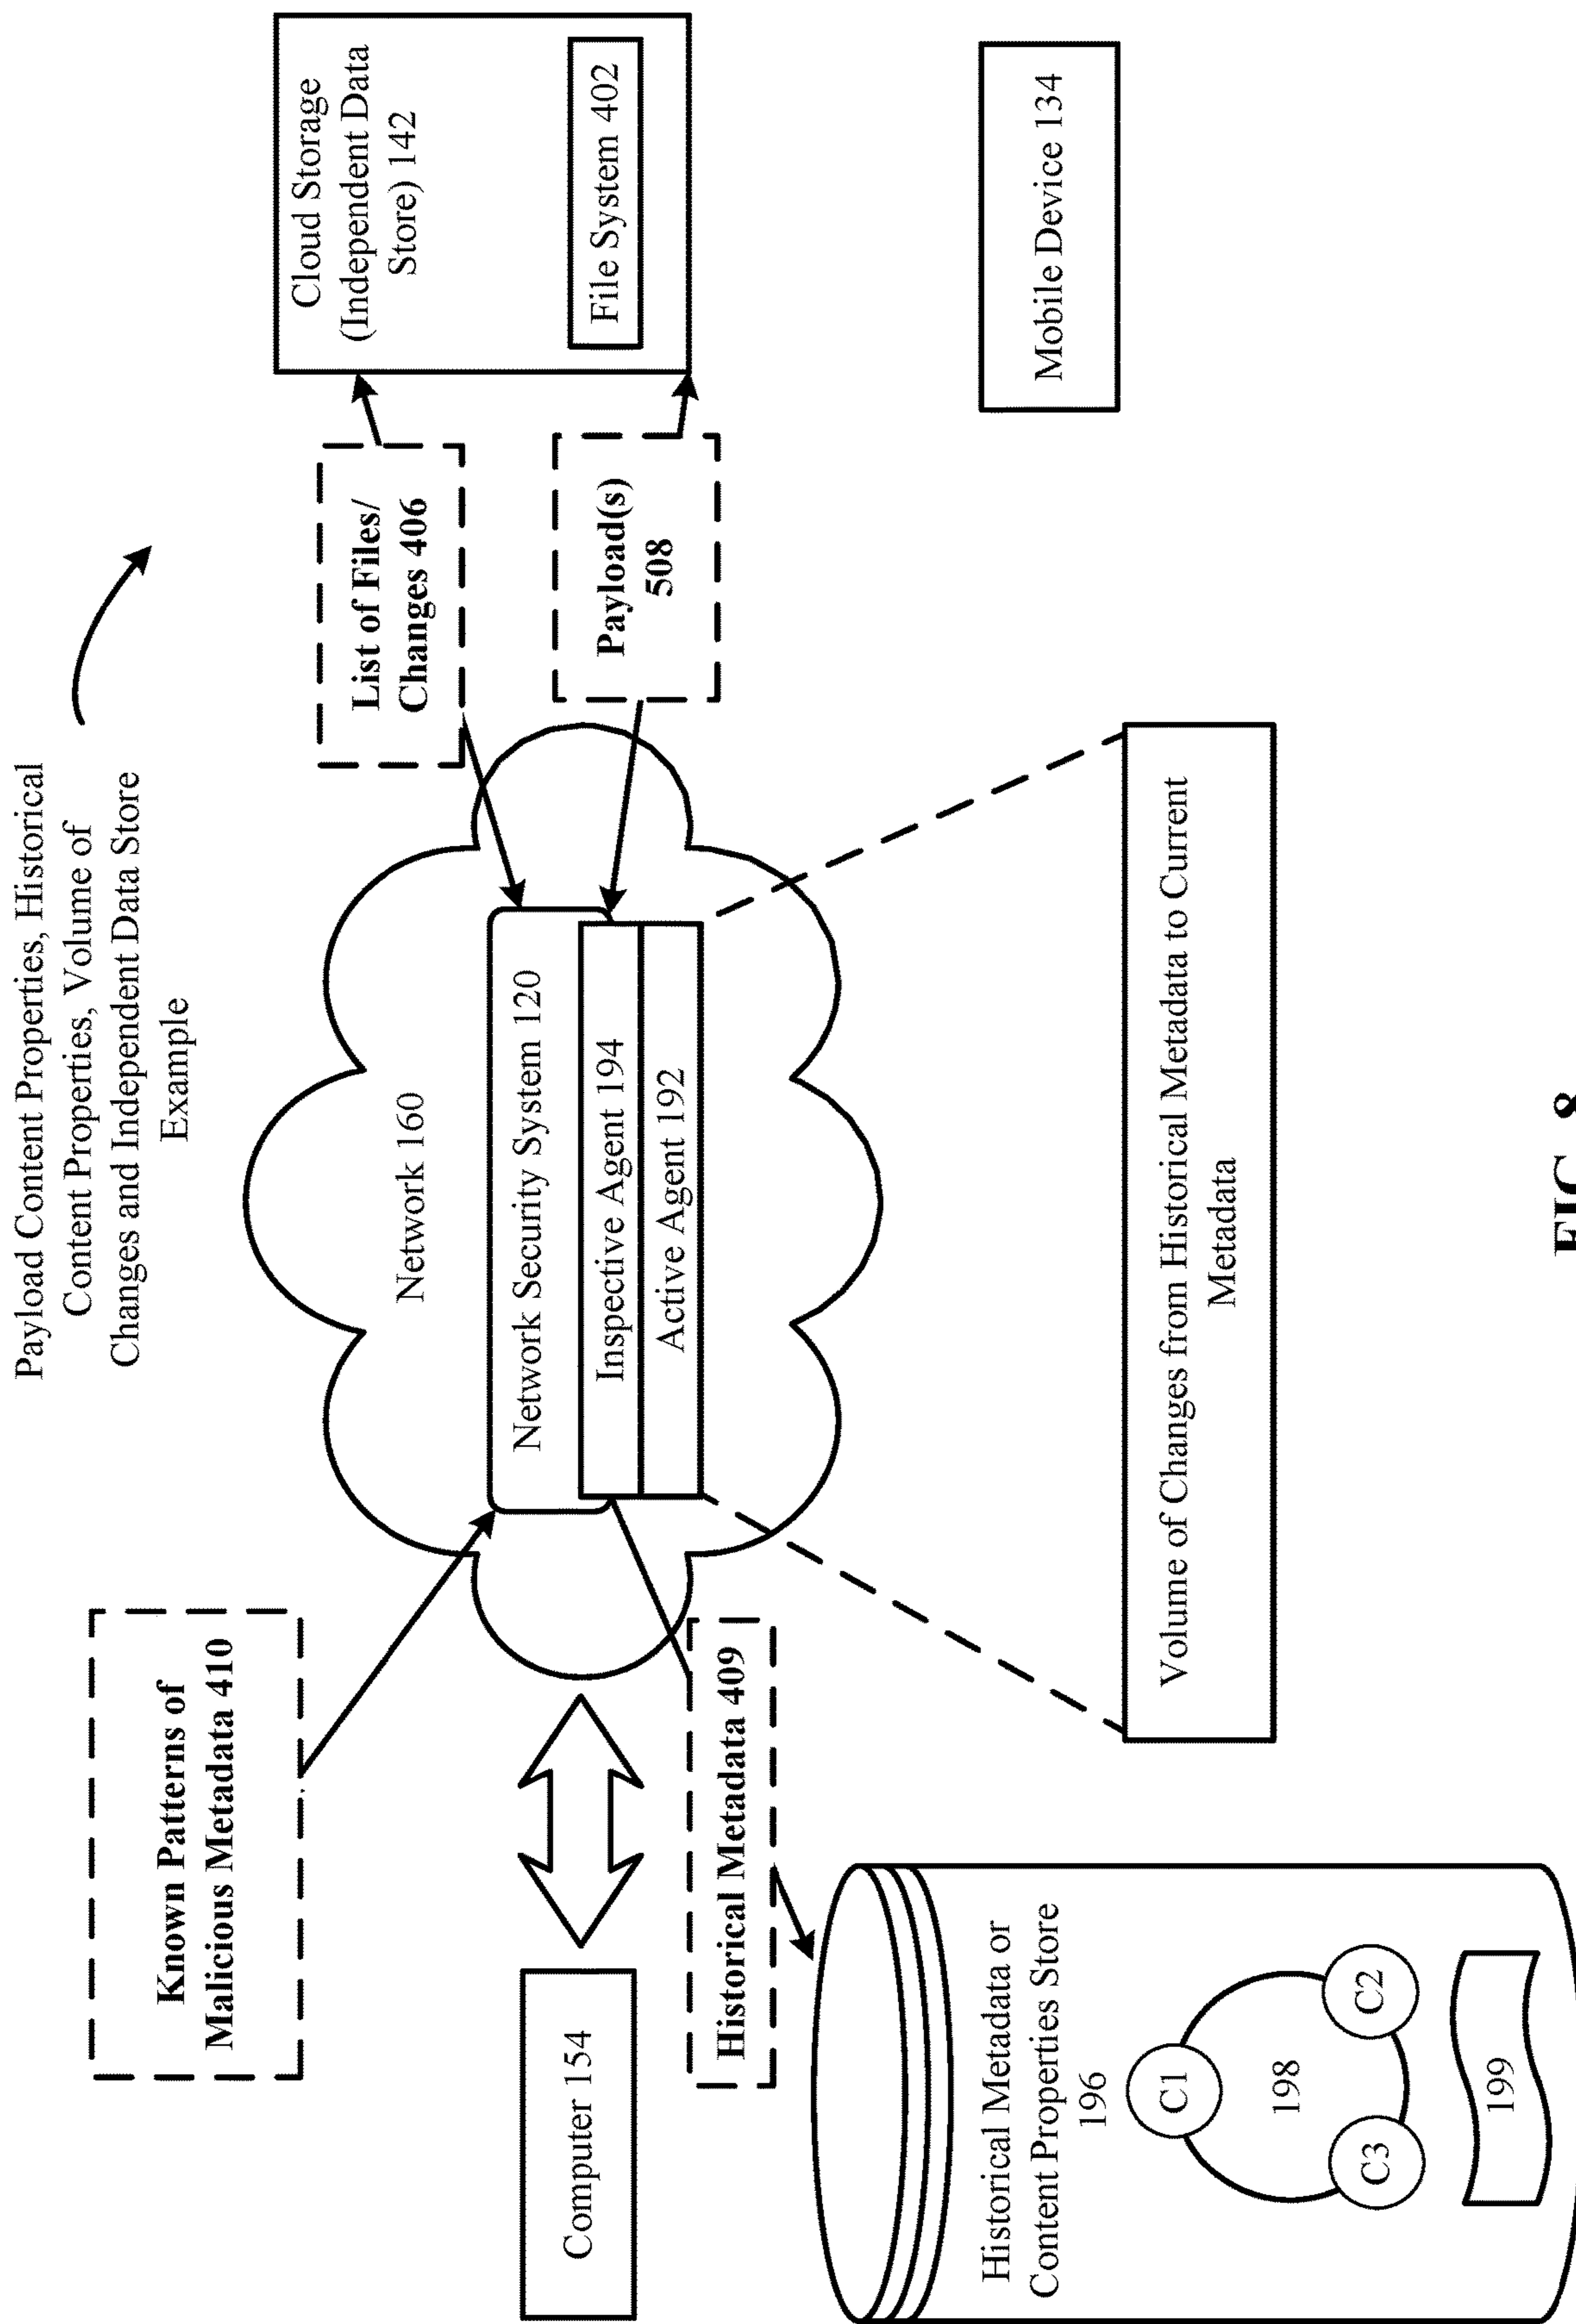 Payload Content Properties, Historical
Content Properties, Volume of
Changes and Independent Data Store
Example
Known Patterns of
Malicious Metadata 410
List of Files/
Changes 406
Cloud Storage
(Independent Data
Store) 142
File System 402
Network 160
Network Security System 120
Inspective Agent 194
Active Agent 192
Payload(s)
508
Computer 154
Historical Metadata 409
Historical Metadata or
Content Properties Store
196
C1
198
C2
C3
199
Mobile Device 134
Volume of Changes from Historical Metadata to Current
Metadata
FIG. 8